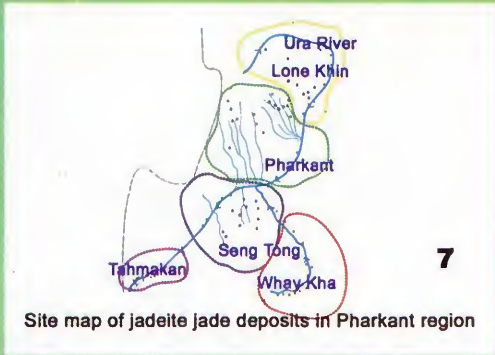 Ura River
Lone Khin
Pharkant
Seng Tong
Tahmakan
Whay Kha
7
Site map of jadeite jade deposits in Pharkant region